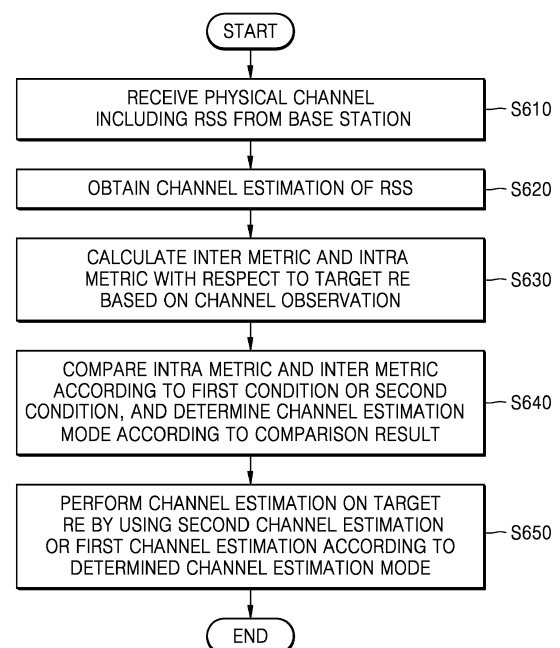 START
RECEIVE PHYSICAL CHANNEL
INCLUDING RSS FROM BASE STATION
S610
OBTAIN CHANNEL ESTIMATION OF RSS
S620
CALCULATE INTER METRIC AND INTRA
METRIC WITH RESPECT TO TARGET RE
BASED ON CHANNEL OBSERVATION
S630
COMPARE INTRA METRIC AND INTER METRIC
ACCORDING TO FIRST CONDITION OR SECOND
CONDITION, AND DETERMINE CHANNEL ESTIMATION
MODE ACCORDING TO COMPARISON RESULT
S640
PERFORM CHANNEL ESTIMATION ON TARGET
RE BY USING SECOND CHANNEL ESTIMATION
OR FIRST CHANNEL ESTIMATION ACCORDING TO
DETERMINED CHANNEL ESTIMATION MODE
S650
END